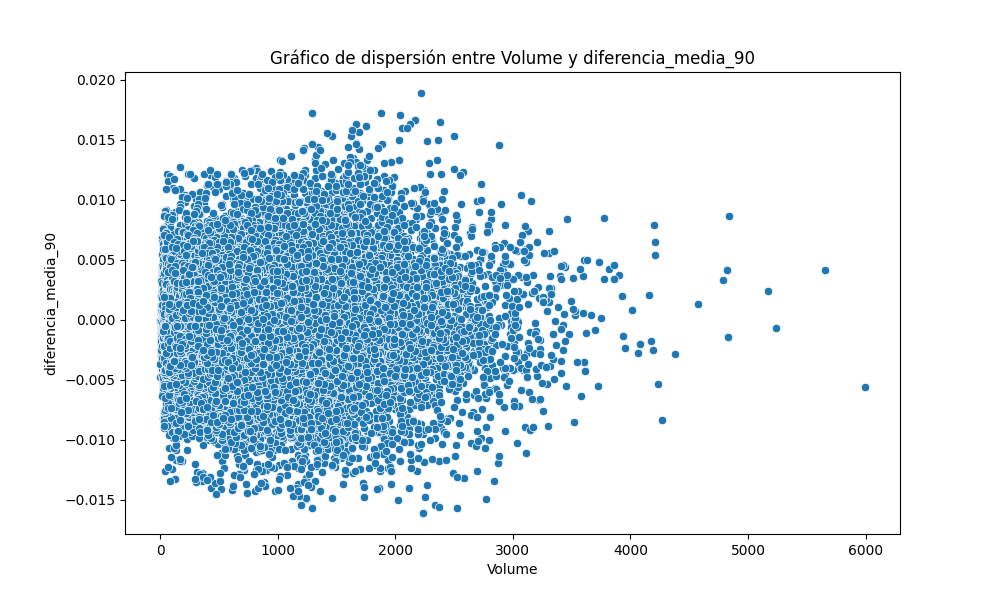 Gráfico de dispersión entre Volume y diferencia_media_90
0.020
0.015
0.010
0.005
0.000
−0.005
−0.010
−0.015
diferencia_media_90
0 1000 2000 3000 4000 5000 6000
Volume